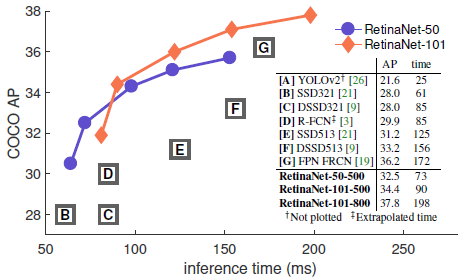 38
36
34
32
30
28
COCO AP
50
100
150
200
250
inference time (ms)
B
C
D
E
F
G
RetinaNet-50
RetinaNet-101
AP time
[A] YOLOv2† [26] 21.6 25
[B] SSD321 [21] 28.0 61
[C] DSSD321 [9] 28.0 85
[D] R-FCN‡ [3] 29.9 85
[E] SSD513 [21] 31.2 125
[F] DSSD513 [9] 33.2 156
[G] FPN FRCN [19] 36.2 172
RetinaNet-50-500 32.5 73
RetinaNet-101-500 34.4 90
RetinaNet-101-800 37.8 198
†Not plotted ‡Extrapolated time